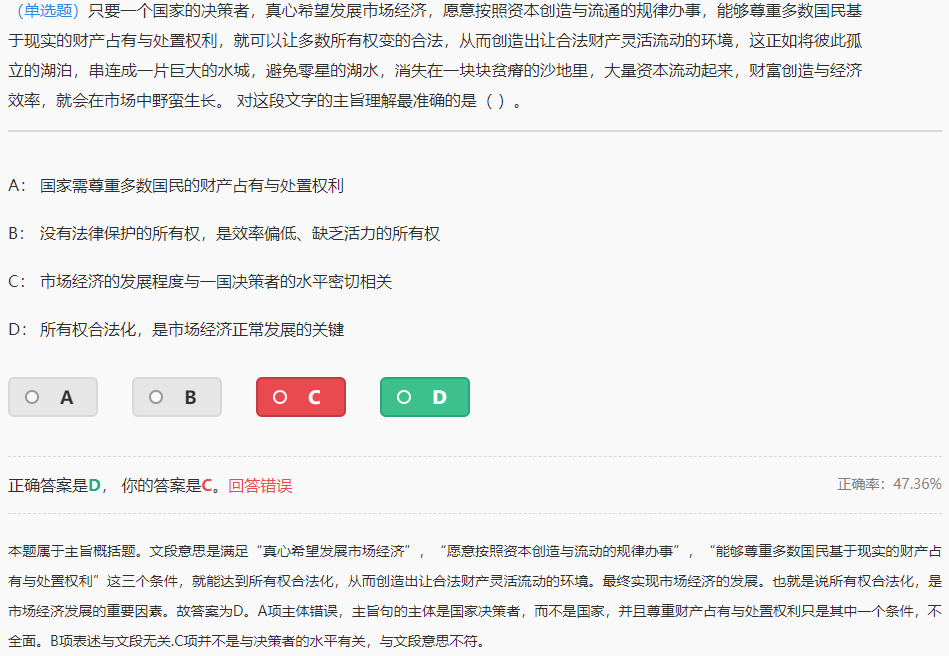 （单选题）只要一个国家的决策者，真心希望发展市场经济，愿意按照资本创造与流通的规律办事，能够尊重多数国民基
于现实的财产占有与处置权利，就可以让多数所有权变的合法，从而创造出让合法财产灵活流动的环境，这正如将彼此孤
立的湖泊，串连成一片巨大的水城，避免零星的湖水，消失在一块块贫瘠的沙地里，大量资本流动起来，财富创造与经济
效率，就会在市场中野蛮生长。 对这段文字的主旨理解最准确的是（ ）。
A： 国家需尊重多数国民的财产占有与处置权利
B： 没有法律保护的所有权，是效率偏低、缺乏活力的所有权
C： 市场经济的发展程度与一国决策者的水平密切相关
D： 所有权合法化，是市场经济正常发展的关键
A B C D
正确答案是D， 你的答案是C。回答错误 正确率：47.36%
本题属于主旨概括题。文段意思是满足“真心希望发展市场经济”，“愿意按照资本创造与流动的规律办事”，“能够尊重多数国民基于现实的财产占
有与处置权利”这三个条件，就能达到所有权合法化，从而创造出让合法财产灵活流动的环境。最终实现市场经济的发展。也就是说所有权合法化，是
市场经济发展的重要因素。故答案为D。A项主体错误，主旨句的主体是国家决策者，而不是国家，并且尊重财产占有与处置权利只是其中一个条件，不
全面。B项表述与文段无关.C项并不是与决策者的水平有关，与文段意思不符。